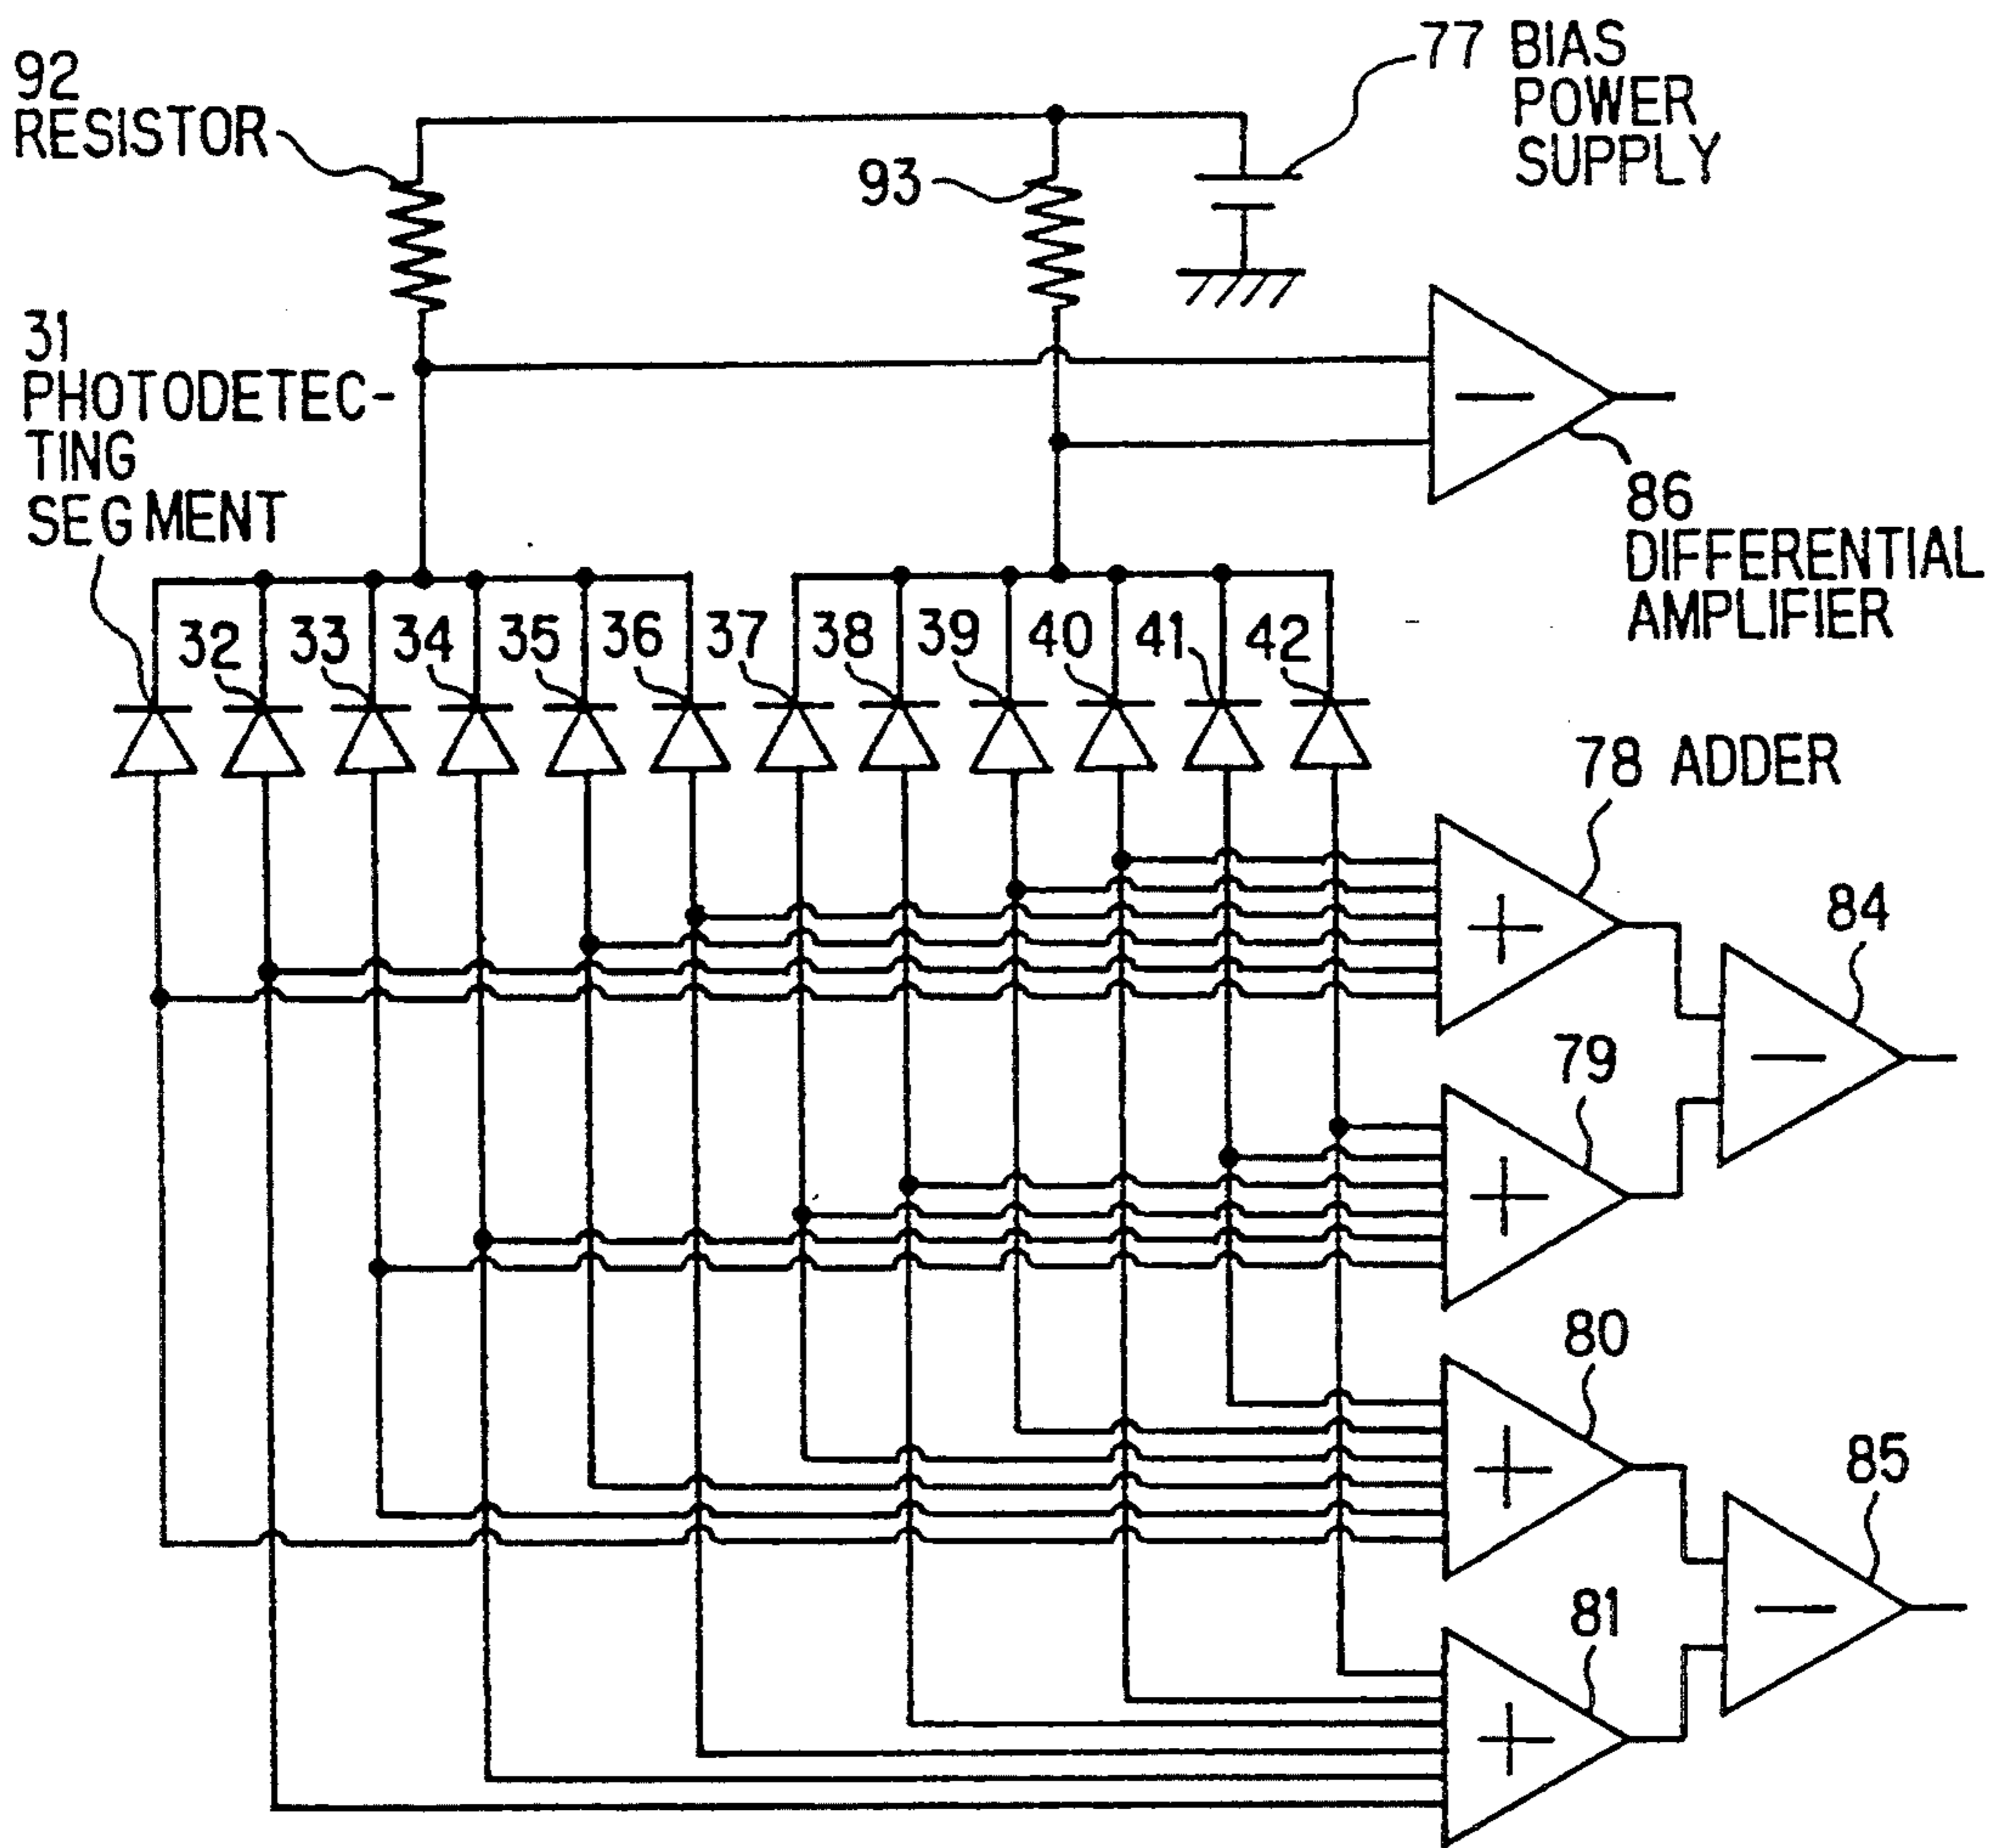 77 BIAS
POWER
SUPPLY
92
RESISTOR
93
31
PHOTODETEC-
TING
SEGMENT
86
DIFFERENTIAL
AMPLIFIER
32
33
34
35
36
37
38
39
40
41
42
78 ADDER
84
79
80
85
81